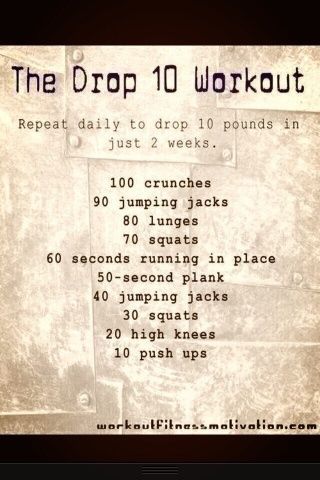 The Drop 10 Workout
Repeat daily to drop 10 pounds in
just 2 weeks.
100 crunches
90 jumping jacks
80 lunges
70 squats
60 seconds running in place
50-second plank
40 jumping jacks
30 squats
20 high knees
10 push ups
workoutfitnessmotivation.com